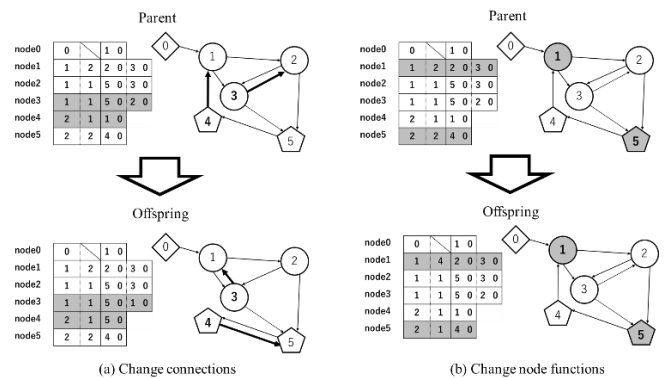 Parent
node0 0 1 0
node1 1 2 2 0 3 0
node2 1 1 5 0 3 0
node3 1 1 5 0 2 0
node4 2 1 1 0
node5 2 2 4 0
0
1
2
3
4
5
Offspring
node0 0 1 0
node1 1 2 2 0 3 0
node2 1 1 5 0 3 0
node3 1 1 5 0 1 0
node4 2 1 5 0
node5 2 2 4 0
0
1
2
3
4
5
(a) Change connections
Parent
node0 0 1 0
node1 1 2 2 0 3 0
node2 1 1 5 0 3 0
node3 1 1 5 0 2 0
node4 2 1 1 0
node5 2 2 4 0
0
1
2
3
4
5
Offspring
node0 0 1 0
node1 1 4 2 0 3 0
node2 1 1 5 0 3 0
node3 1 1 5 0 2 0
node4 2 1 1 0
node5 2 1 4 0
0
1
2
3
4
5
(b) Change node functions